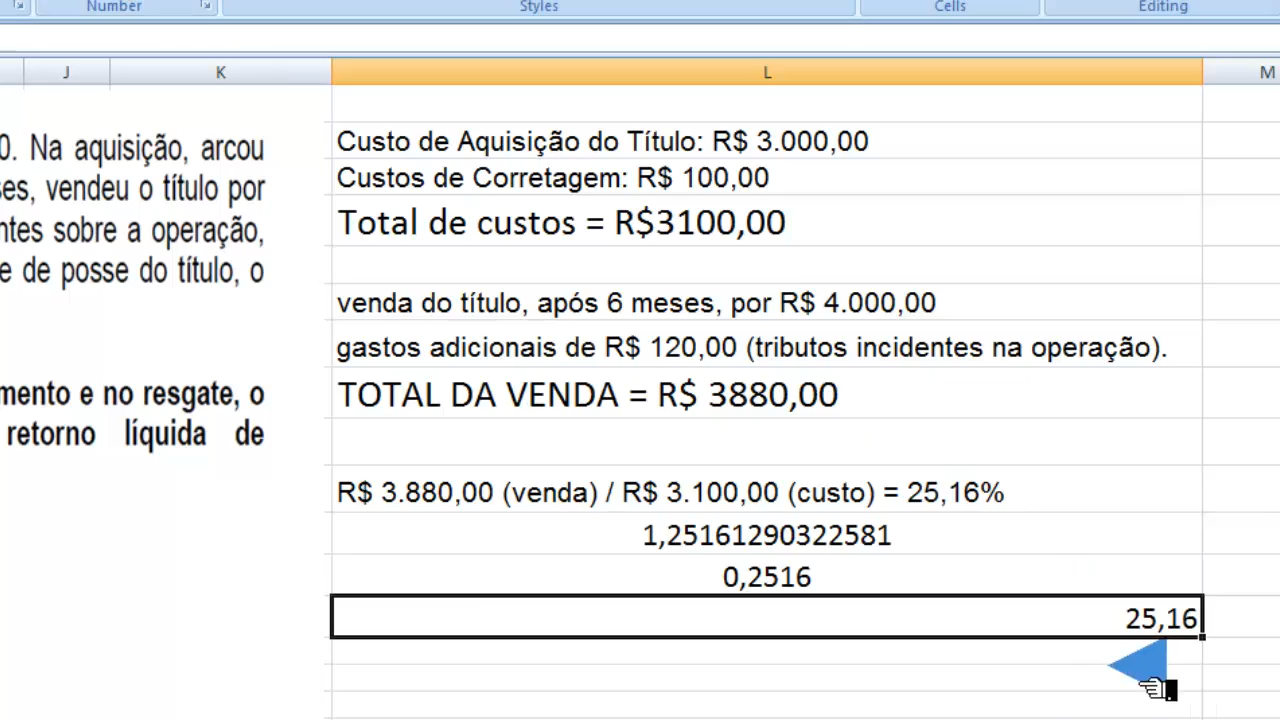 Number Styles Cells Editing
J K L M
0. Na aquisição, arcou
ses, vendeu o título por
ntes sobre a operação,
e de posse do título, o
mento e no resgate, o
retorno líquida de
Custo de Aquisição do Título: R$ 3.000,00
Custos de Corretagem: R$ 100,00
Total de custos = R$3100,00
venda do título, após 6 meses, por R$ 4.000,00
gastos adicionais de R$ 120,00 (tributos incidentes na operação).
TOTAL DA VENDA = R$ 3880,00
R$ 3.880,00 (venda) / R$ 3.100,00 (custo) = 25,16%
1,25161290322581
0,2516
25,16